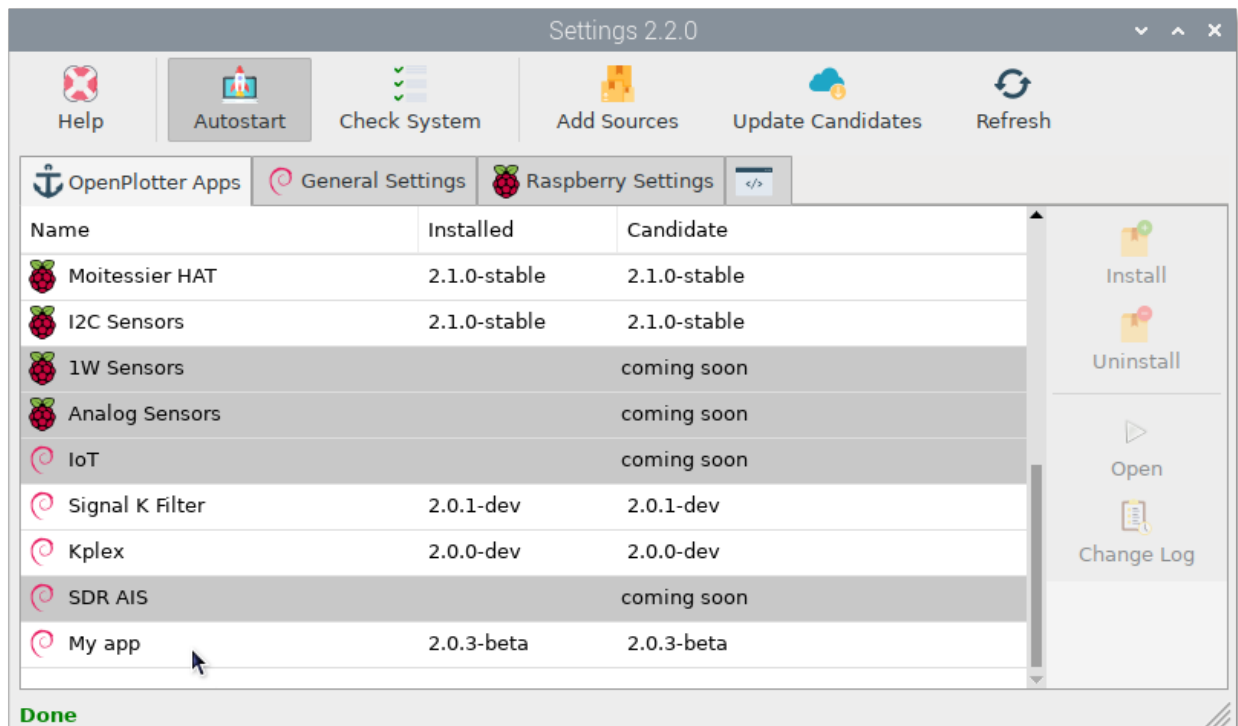 Settings 2.2.0
Help Autostart Check System Add Sources Update Candidates Refresh
OpenPlotter Apps General Settings Raspberry Settings </>
Name Installed Candidate
Moitessier HAT 2.1.0-stable 2.1.0-stable
I2C Sensors 2.1.0-stable 2.1.0-stable
1W Sensors coming soon
Analog Sensors coming soon
IoT coming soon
Signal K Filter 2.0.1-dev 2.0.1-dev
Kplex 2.0.0-dev 2.0.0-dev
SDR AIS coming soon
My app 2.0.3-beta 2.0.3-beta
Install
Uninstall
Open
Change Log
Done